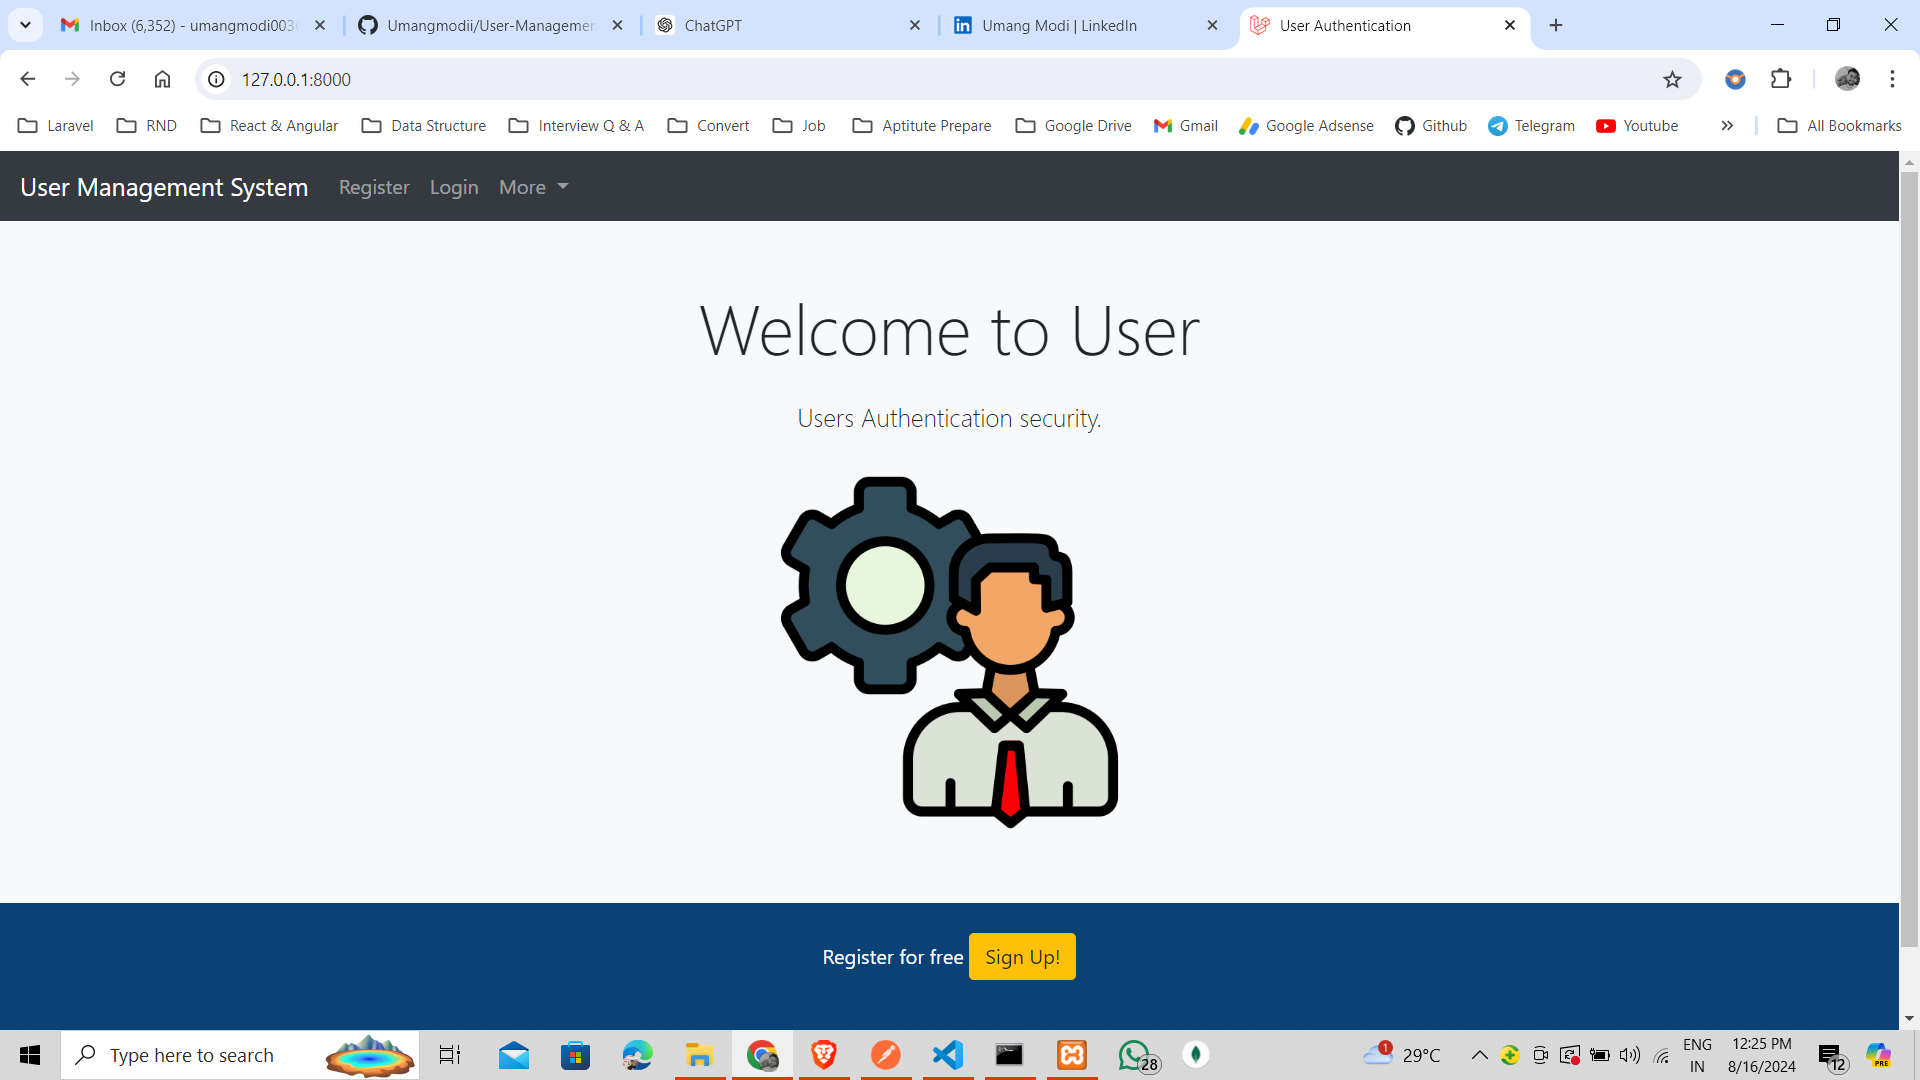 Inbox (6,352) - umangmodi003
Umangmodii/User-Managemen
ChatGPT
Umang Modi | LinkedIn
User Authentication
127.0.0.1:8000
Laravel
RND
React & Angular
Data Structure
Interview Q & A
Convert
Job
Aptitute Prepare
Google Drive
Gmail
Google Adsense
Github
Telegram
Youtube
All Bookmarks
User Management System
Register
Login
More
Welcome to User
Users Authentication security.
Register for free
Sign Up!
Type here to search
28
1
29°C
ENG
IN
12:25 PM
8/16/2024
12
PRE